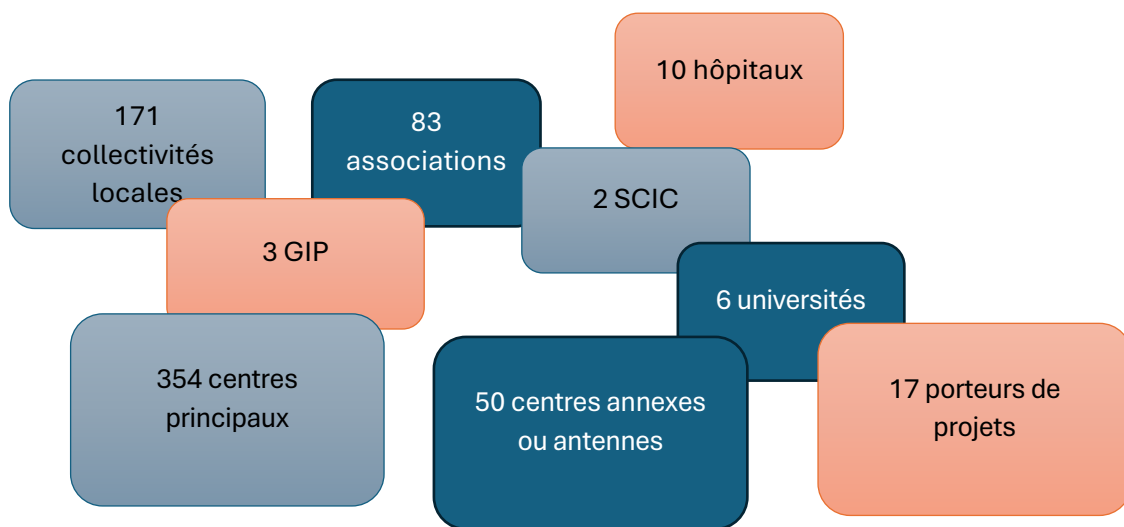 10 hôpitaux
171
collectivités
locales
83
associations
2 SCIC
3 GIP
6 universités
354 centres
principaux
50 centres annexes
ou antennes
17 porteurs de
projets